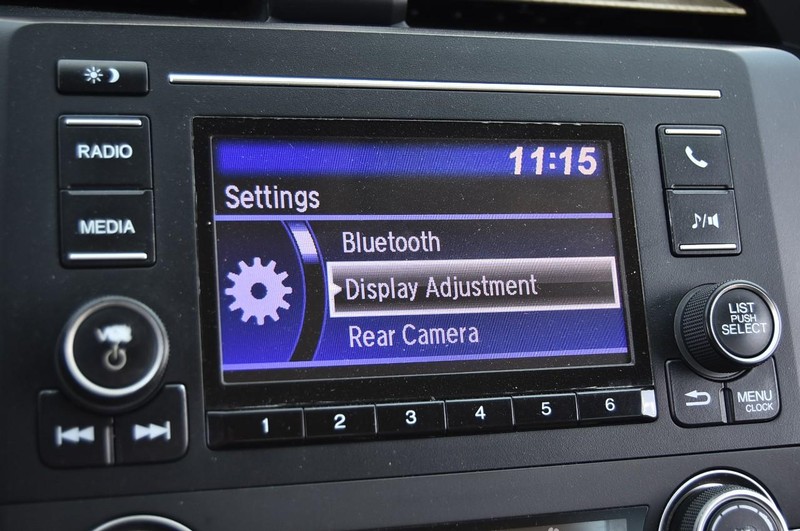 RADIO
MEDIA
11:15
Settings
Bluetooth
Display Adjustment
Rear Camera
1 2 3 4 5 6
LIST
PUSH
SELECT
MENU
CLOCK